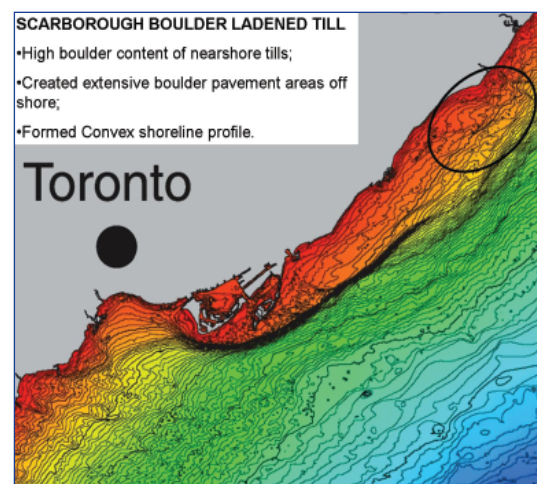 SCARBOROUGH BOULDER LADENED TILL
•High boulder content of nearshore tills;
•Created extensive boulder pavement areas off
shore;
•Formed Convex shoreline profile.
Toronto